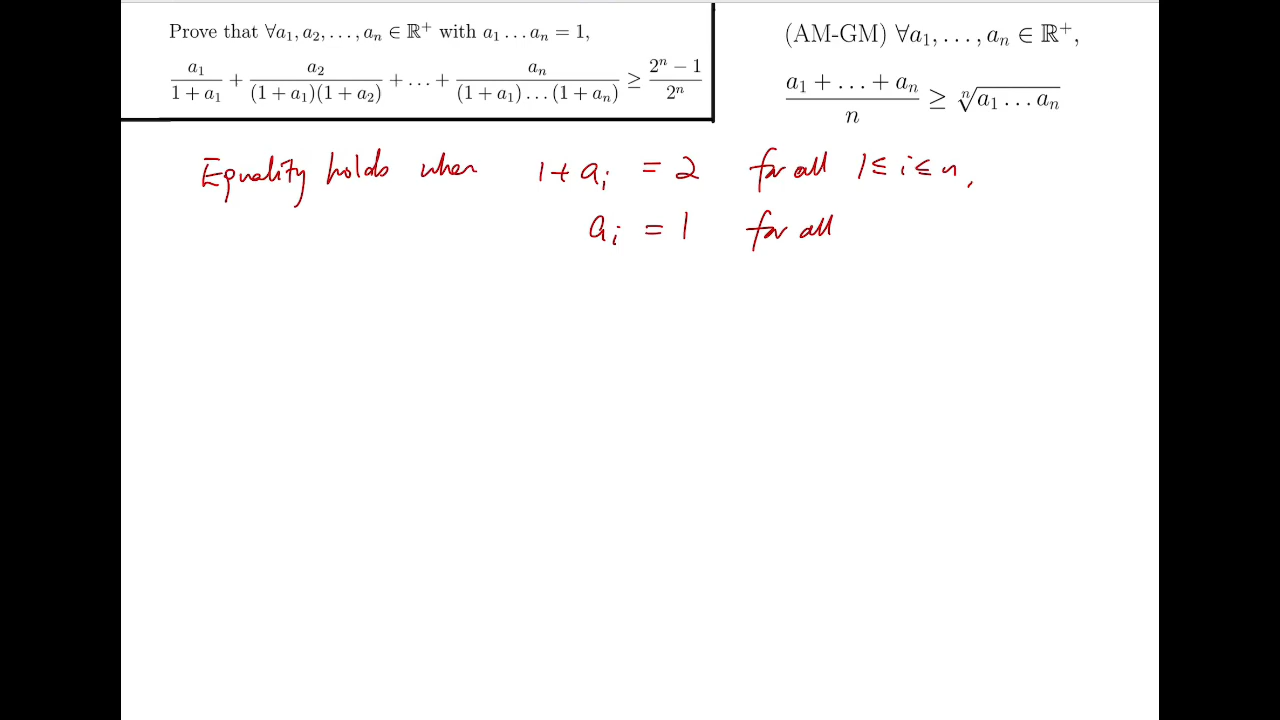 Prove that ∀a₁, a₂, . . . , aₙ ∈ ℝ⁺ with a₁ . . . aₙ = 1,
a₁/(1 + a₁) + a₂/((1 + a₁)(1 + a₂)) + . . . + aₙ/((1 + a₁) . . . (1 + aₙ)) ≥ (2ⁿ − 1)/2ⁿ
(AM-GM) ∀a₁, . . . , aₙ ∈ ℝ⁺,
(a₁ + . . . + aₙ)/n ≥ ⁿ√(a₁ . . . aₙ)
Equality holds when 1 + aᵢ = 2 for all 1 ≤ i ≤ n,
aᵢ = 1 for all